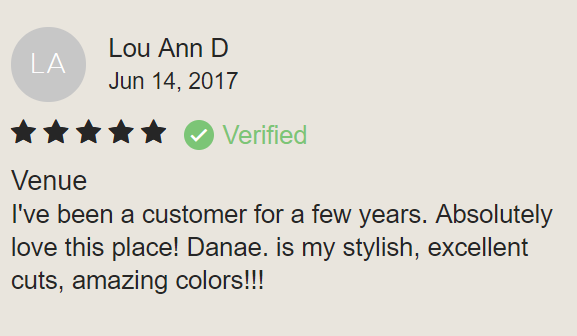 LA
Lou Ann D
Jun 14, 2017
Verified
Venue
I've been a customer for a few years. Absolutely
love this place! Danae. is my stylish, excellent
cuts, amazing colors!!!